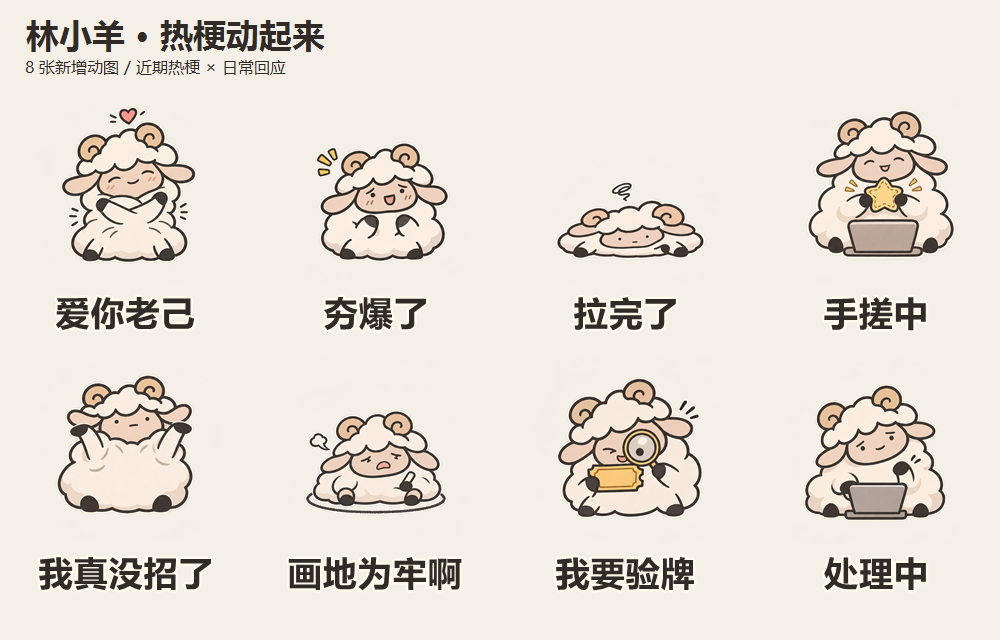 林小羊·热梗动起来
8 张新增动图 / 近期热梗 × 日常回应
爱你老己
夯爆了
拉完了
手搓中
我真没招了
画地为牢啊
我要验牌
处理中